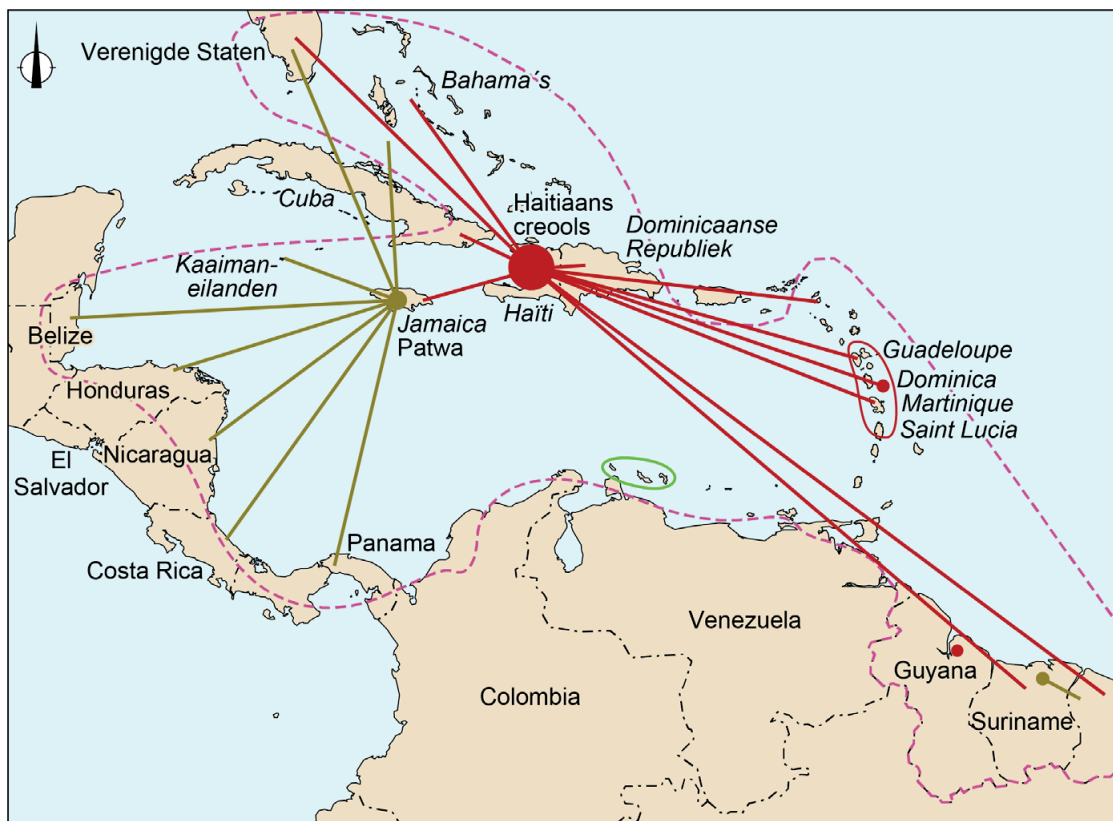 Verenigde Staten
Bahama's
Cuba
Haitiaans
creools
Dominicaanse
Republiek
Kaaiman-
eilanden
Haïti
Jamaica
Patwa
Belize
Guadeloupe
Dominica
Martinique
Saint Lucia
Honduras
Nicaragua
El
Salvador
Panama
Costa Rica
Venezuela
Guyana
Colombia
Suriname